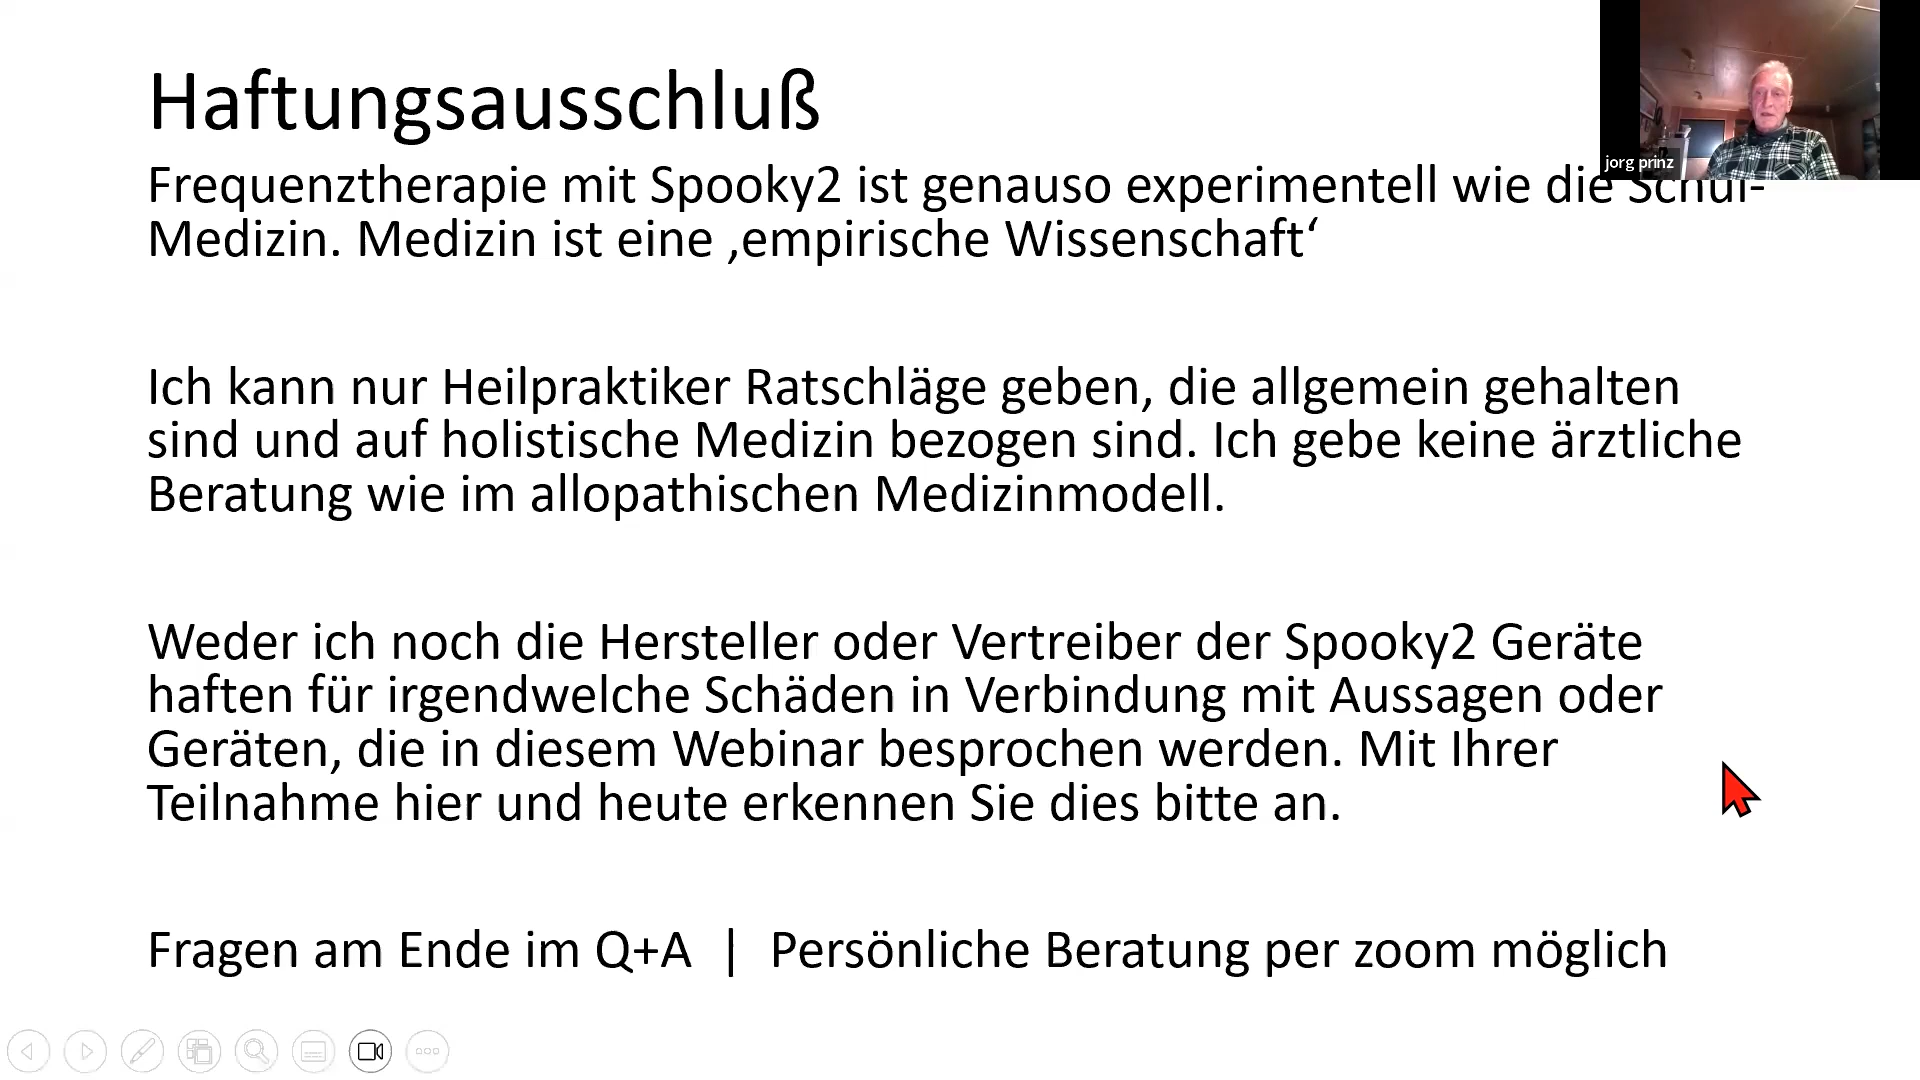 Haftungsausschluß
jorg prinz
Frequenztherapie mit Spooky2 ist genauso experimentell wie die Schul-
Medizin. Medizin ist eine ‚empirische Wissenschaft‘
Ich kann nur Heilpraktiker Ratschläge geben, die allgemein gehalten
sind und auf holistische Medizin bezogen sind. Ich gebe keine ärztliche
Beratung wie im allopathischen Medizinmodell.
Weder ich noch die Hersteller oder Vertreiber der Spooky2 Geräte
haften für irgendwelche Schäden in Verbindung mit Aussagen oder
Geräten, die in diesem Webinar besprochen werden. Mit Ihrer
Teilnahme hier und heute erkennen Sie dies bitte an.
Fragen am Ende im Q+A | Persönliche Beratung per zoom möglich